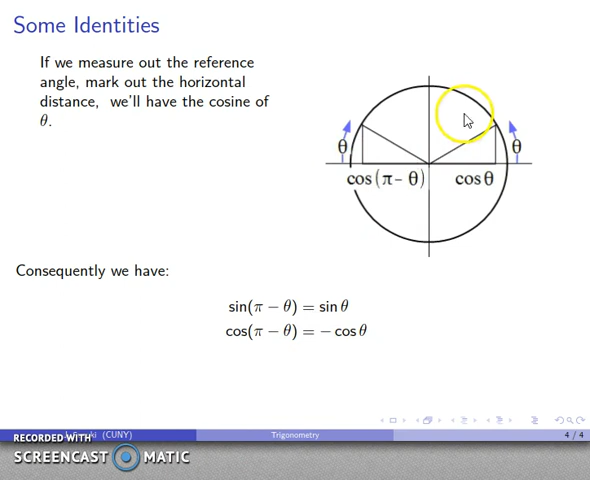 Some Identities
If we measure out the reference
angle, mark out the horizontal
distance, we'll have the cosine of
θ.
θ
θ
cos(π− θ)
cosθ
Consequently we have:
sin(π − θ) = sin θ
cos(π − θ) = − cos θ
(CUNY)
Trigonometry
4 / 4
RECORDED WITH
SCREENCAST MATIC